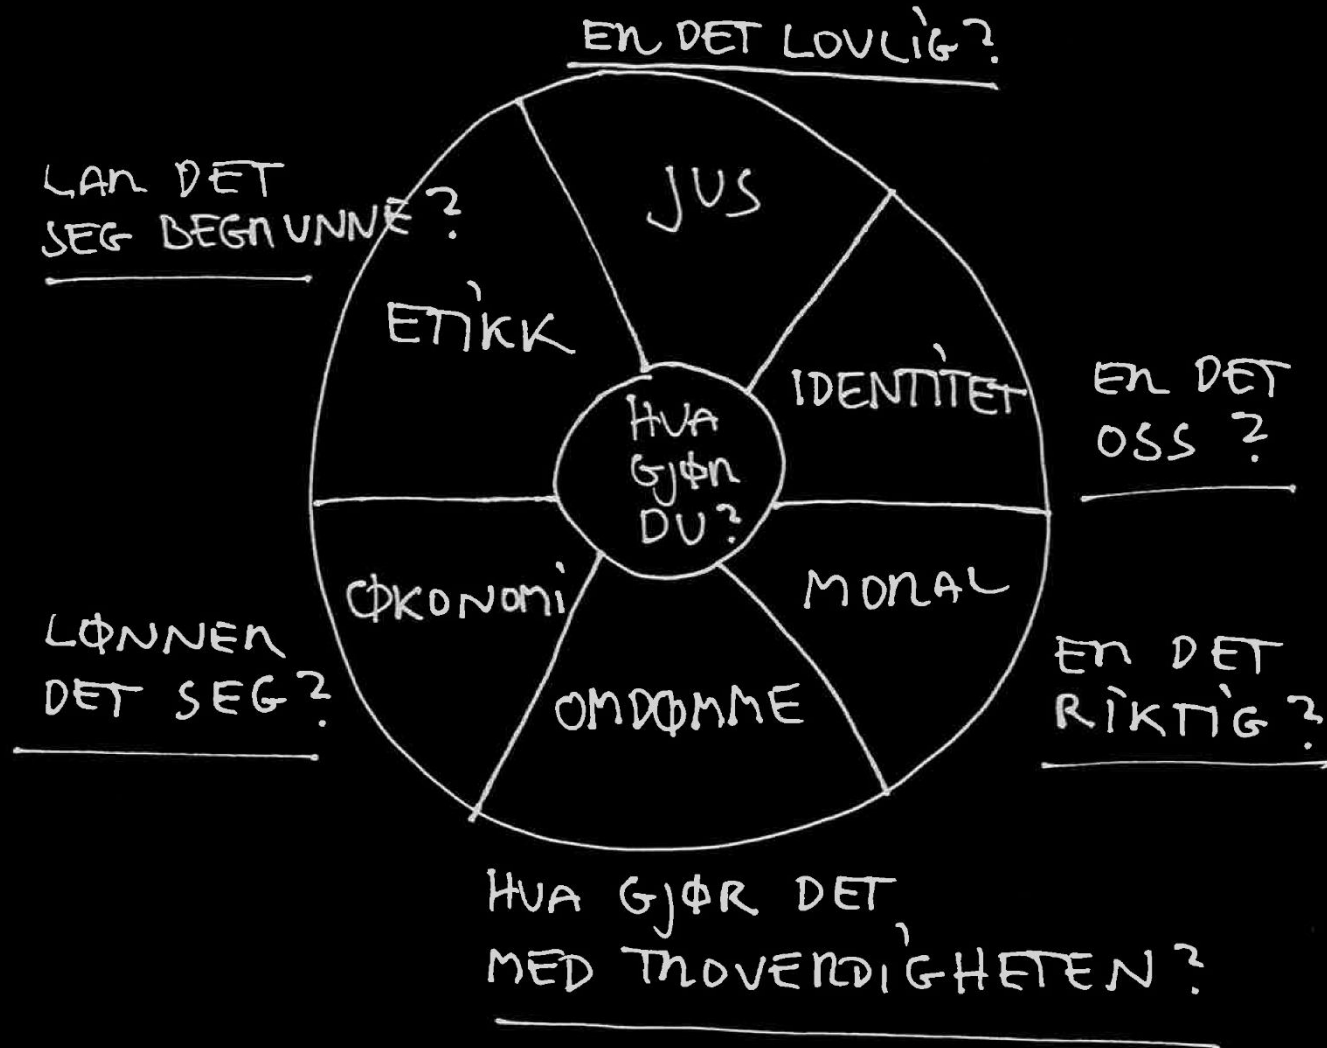 ER DET LOVLIG?
JUS
LAR DET
SEG BEGRUNNE?
ETIKK
IDENTITET
ER DET
OSS?
HVA
GJØR
DU?
ØKONOMI
MORAL
LØNNER
DET SEG?
OMDØMME
ER DET
RIKTIG?
HVA GJØR DET
MED TROVERDIGHETEN?